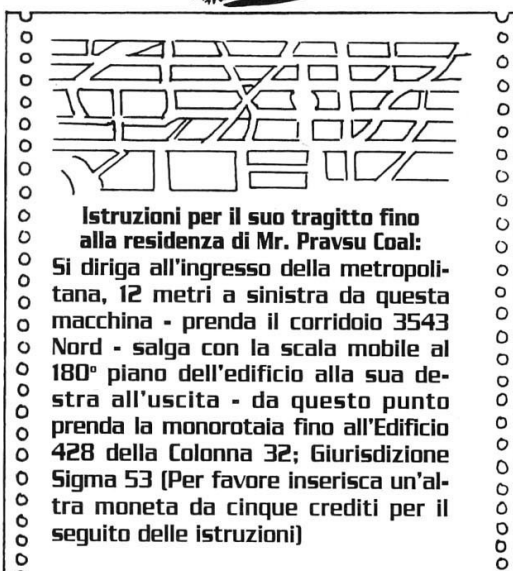 Istruzioni per il suo tragitto fino
alla residenza di Mr. Pravsu Coal:
Si diriga all'ingresso della metropoli-
tana, 12 metri a sinistra da questa
macchina - prenda il corridoio 3543
Nord - salga con la scala mobile al
180° piano dell'edificio alla sua de-
stra all'uscita - da questo punto
prenda la monorotaia fino all'Edificio
428 della Colonna 32; Giurisdizione
Sigma 53 (Per favore inserisca un'al-
tra moneta da cinque crediti per il
seguito delle istruzioni)